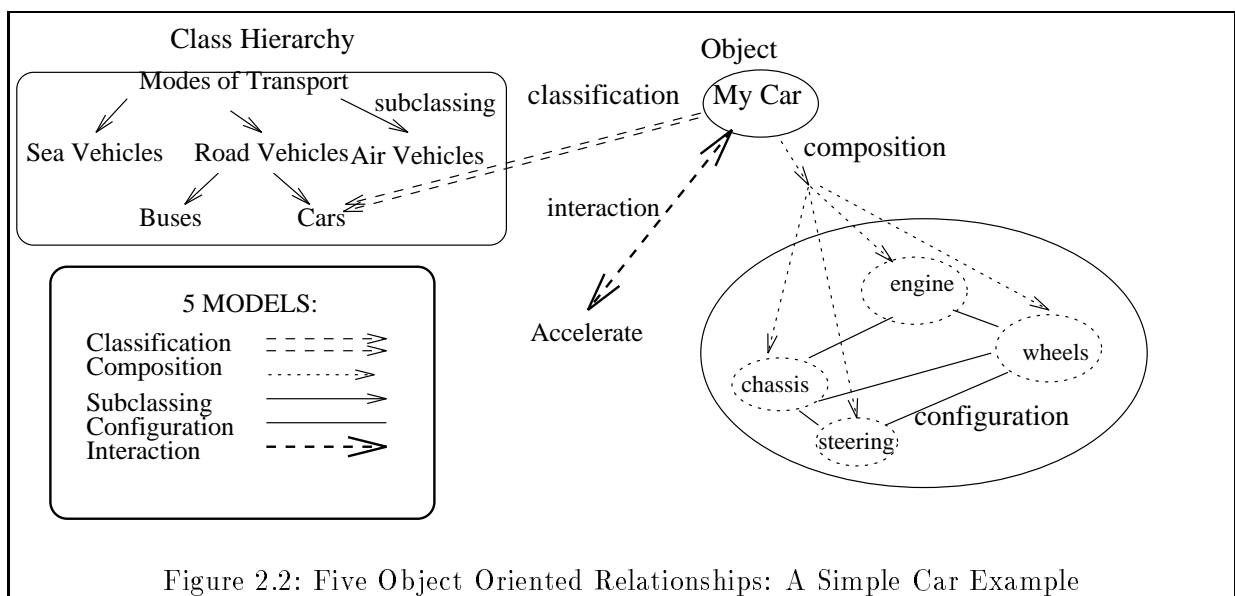 Class Hierarchy
Object
Modes of Transport
subclassing
classification
My Car
Sea Vehicles
Road Vehicles
Air Vehicles
composition
Buses
Cars
interaction
5 MODELS:
engine
Accelerate
Classification
Composition
wheels
chassis
Subclassing
Configuration
configuration
Interaction
steering
Figure 2.2: Five Object Oriented Relationships: A Simple Car Example